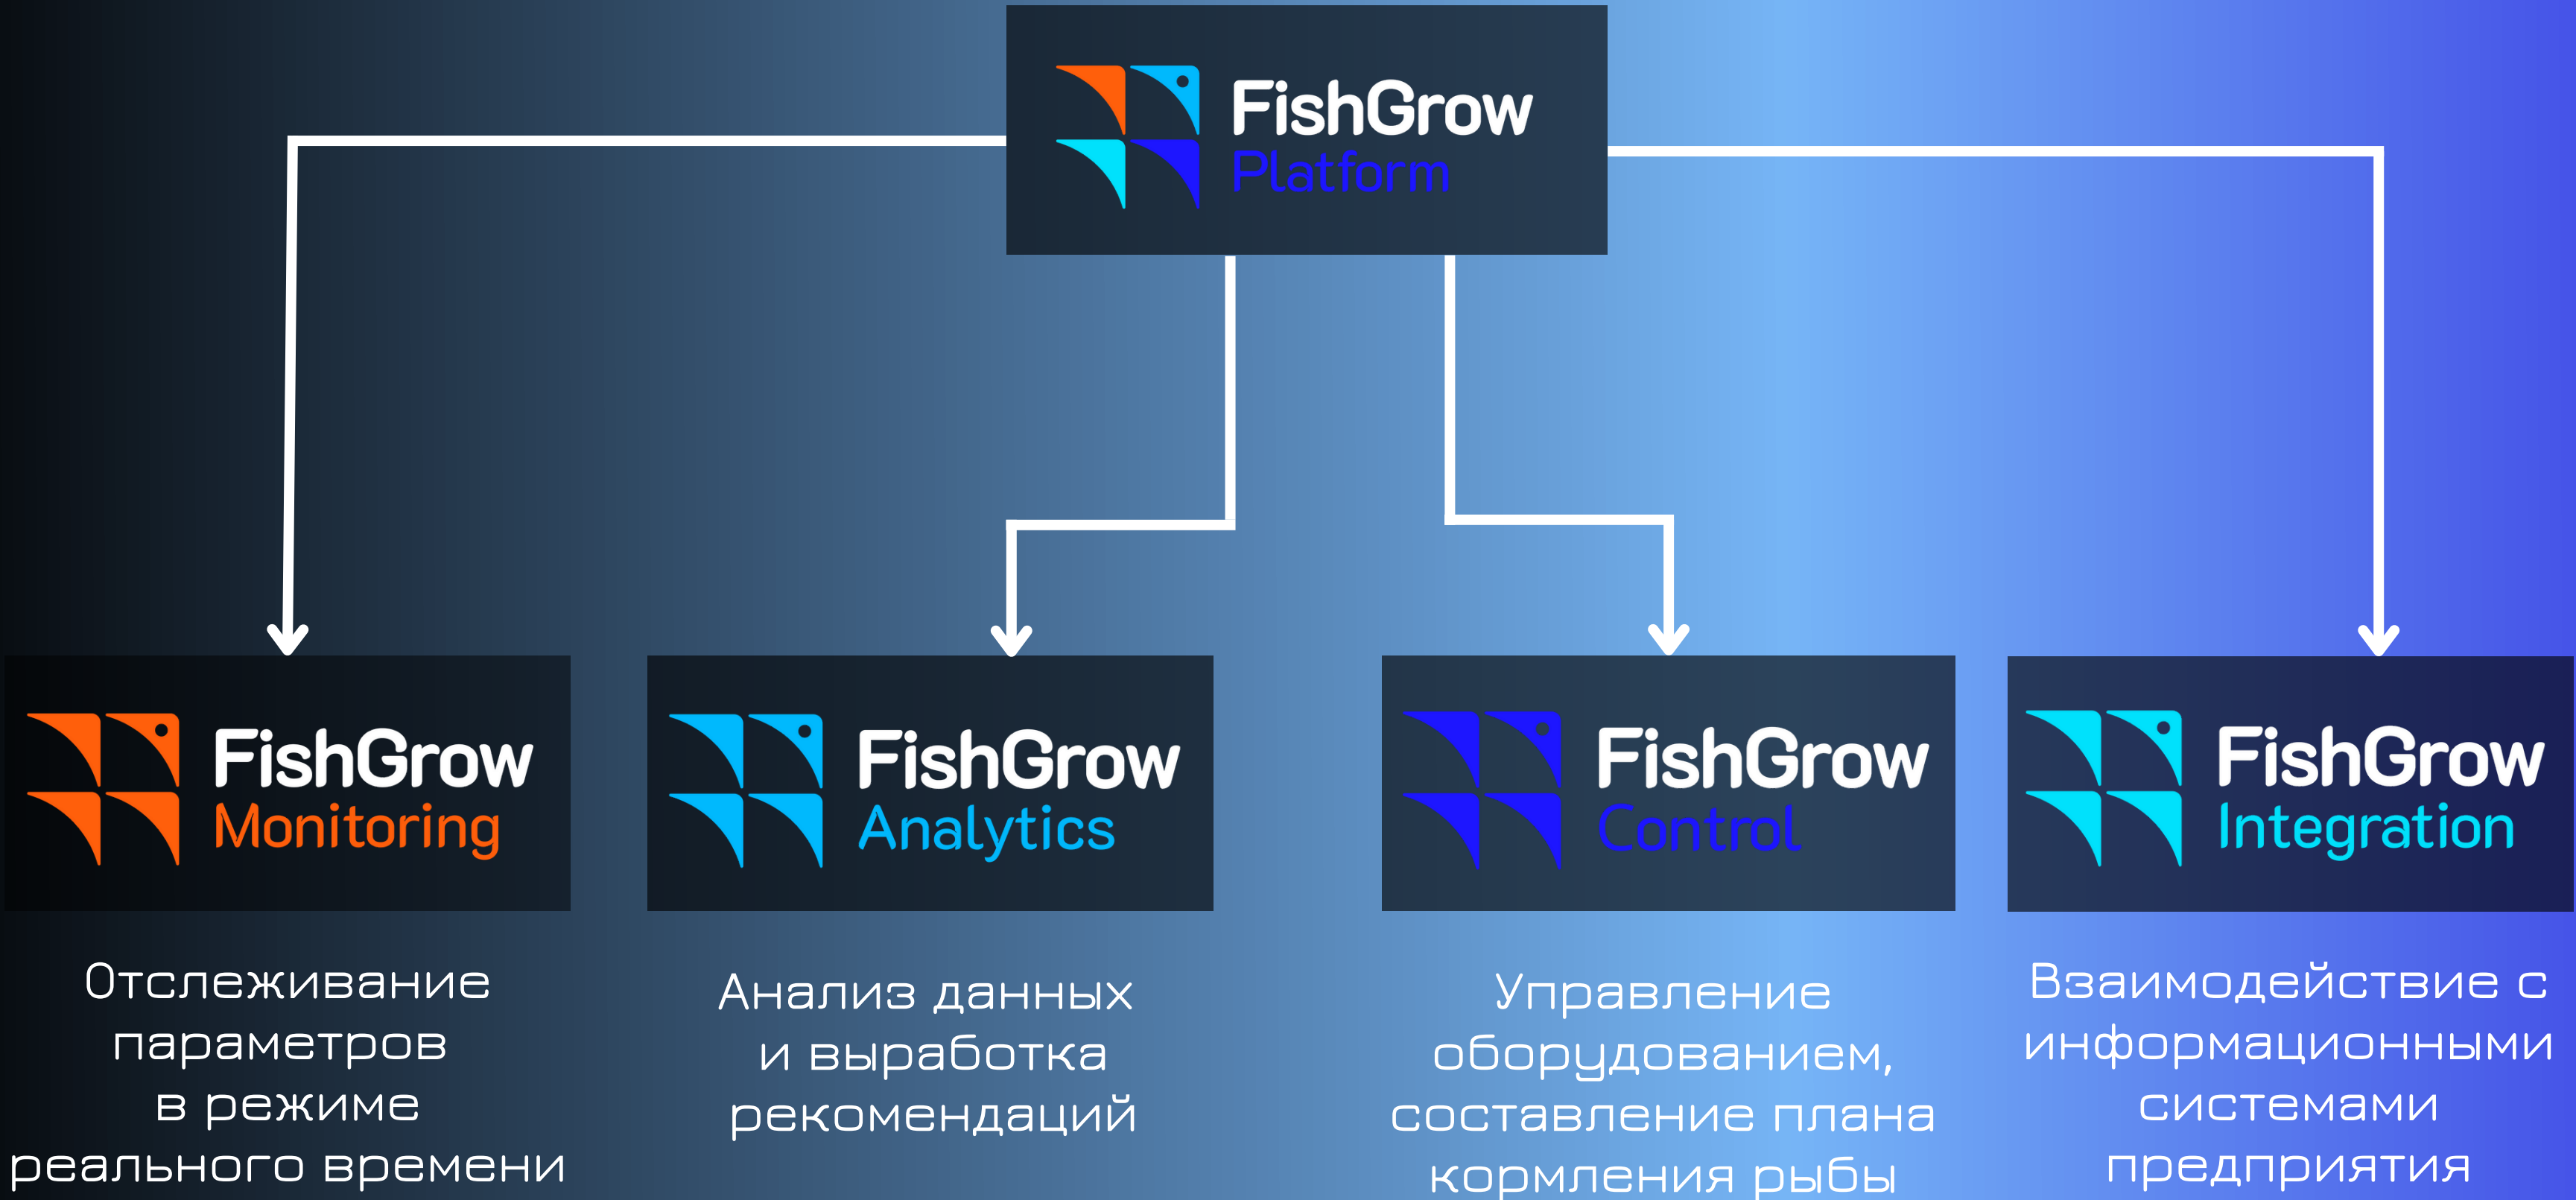 FishGrow
Platform
FishGrow
Monitoring
Отслеживание
параметров
в режиме
реального времени
FishGrow
Analytics
Анализ данных
и выработка
рекомендаций
FishGrow
Control
Управление
оборудованием,
составление плана
кормления рыбы
FishGrow
Integration
Взаимодействие с
информационными
системами
предприятия